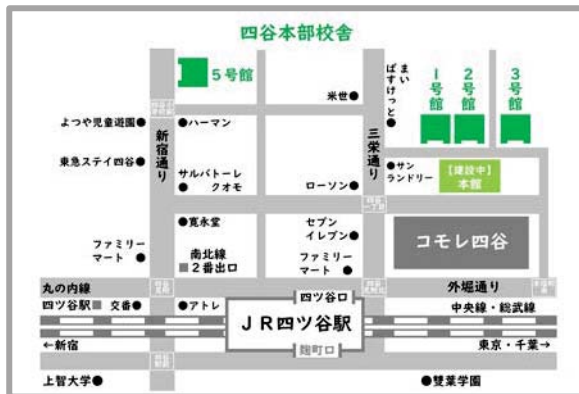 四谷本部校舎
5号館
米世●
まい
ばすけっと●
1号館
2号館
3号館
よつや児童遊園●
●ハーマン
新宿通り
三栄通り
東急ステイ四谷●
サルバトーレ
クオモ
●
ローソン●
●サン
ランドリー
【建設中】
本館
●寛永堂
セブン
イレブン●
コモレ四谷
ファミリー
マート●
南北線
■2番出口
ファミリー
マート●
丸の内線
外堀通り
四ツ谷駅■
交番●
●アトレ
四ツ谷口
JR四ツ谷駅
麹町口
中央線・総武線
←新宿
東京・千葉→
上智大学●
●雙葉学園